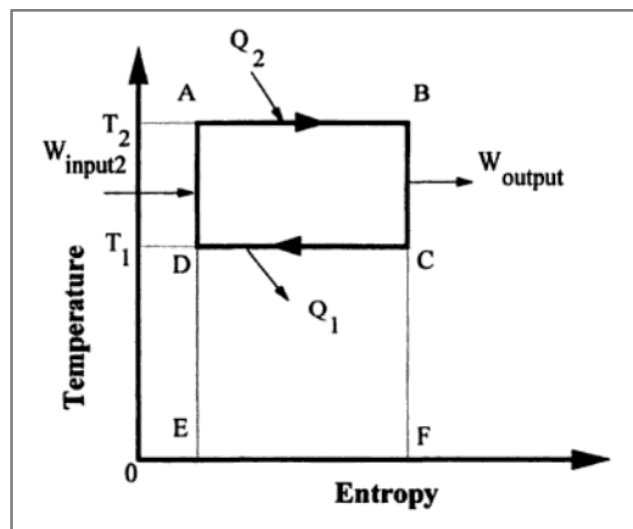 Q2
A
B
T2
Winput2
Woutput
T1
D
C
Q1
Temperature
E
F
0
Entropy